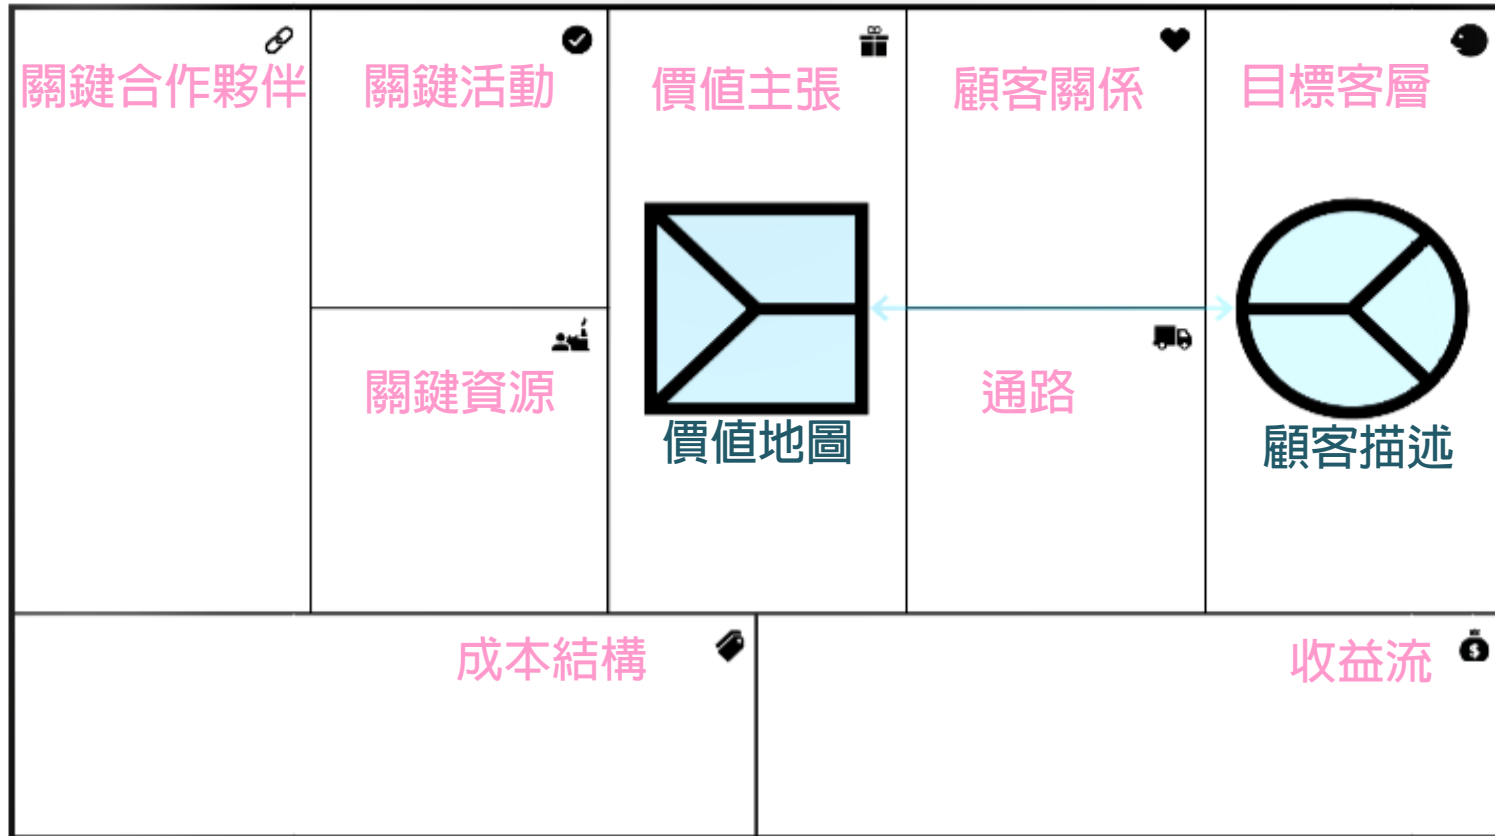 關鍵合作夥伴
關鍵活動
價值主張
顧客關係
目標客層
關鍵資源
通路
價值地圖
顧客描述
成本結構
收益流